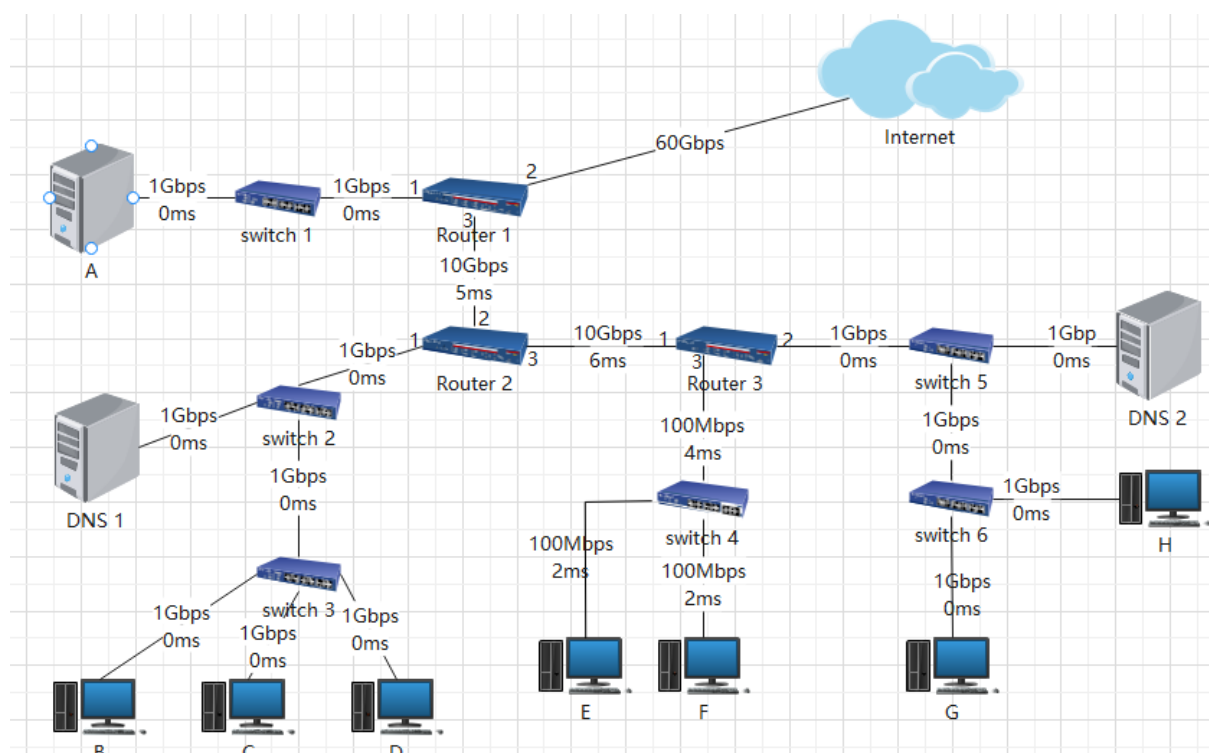 Internet
60Gbps
1Gbps
0ms
1Gbps
0ms
1
2
3
switch 1
Router 1
A
10Gbps
5ms
2
1
3
Router 2
10Gbps
6ms
1
2
3
Router 3
1Gbps
0ms
switch 5
1Gbp
0ms
DNS 2
1Gbps
0ms
switch 2
1Gbps
0ms
DNS 1
1Gbps
0ms
100Mbps
4ms
switch 4
1Gbps
0ms
switch 6
1Gbps
0ms
H
100Mbps
2ms
100Mbps
2ms
1Gbps
0ms
switch 3
1Gbps
0ms
1Gbps
0ms
1Gbps
0ms
B
C
D
E
F
G